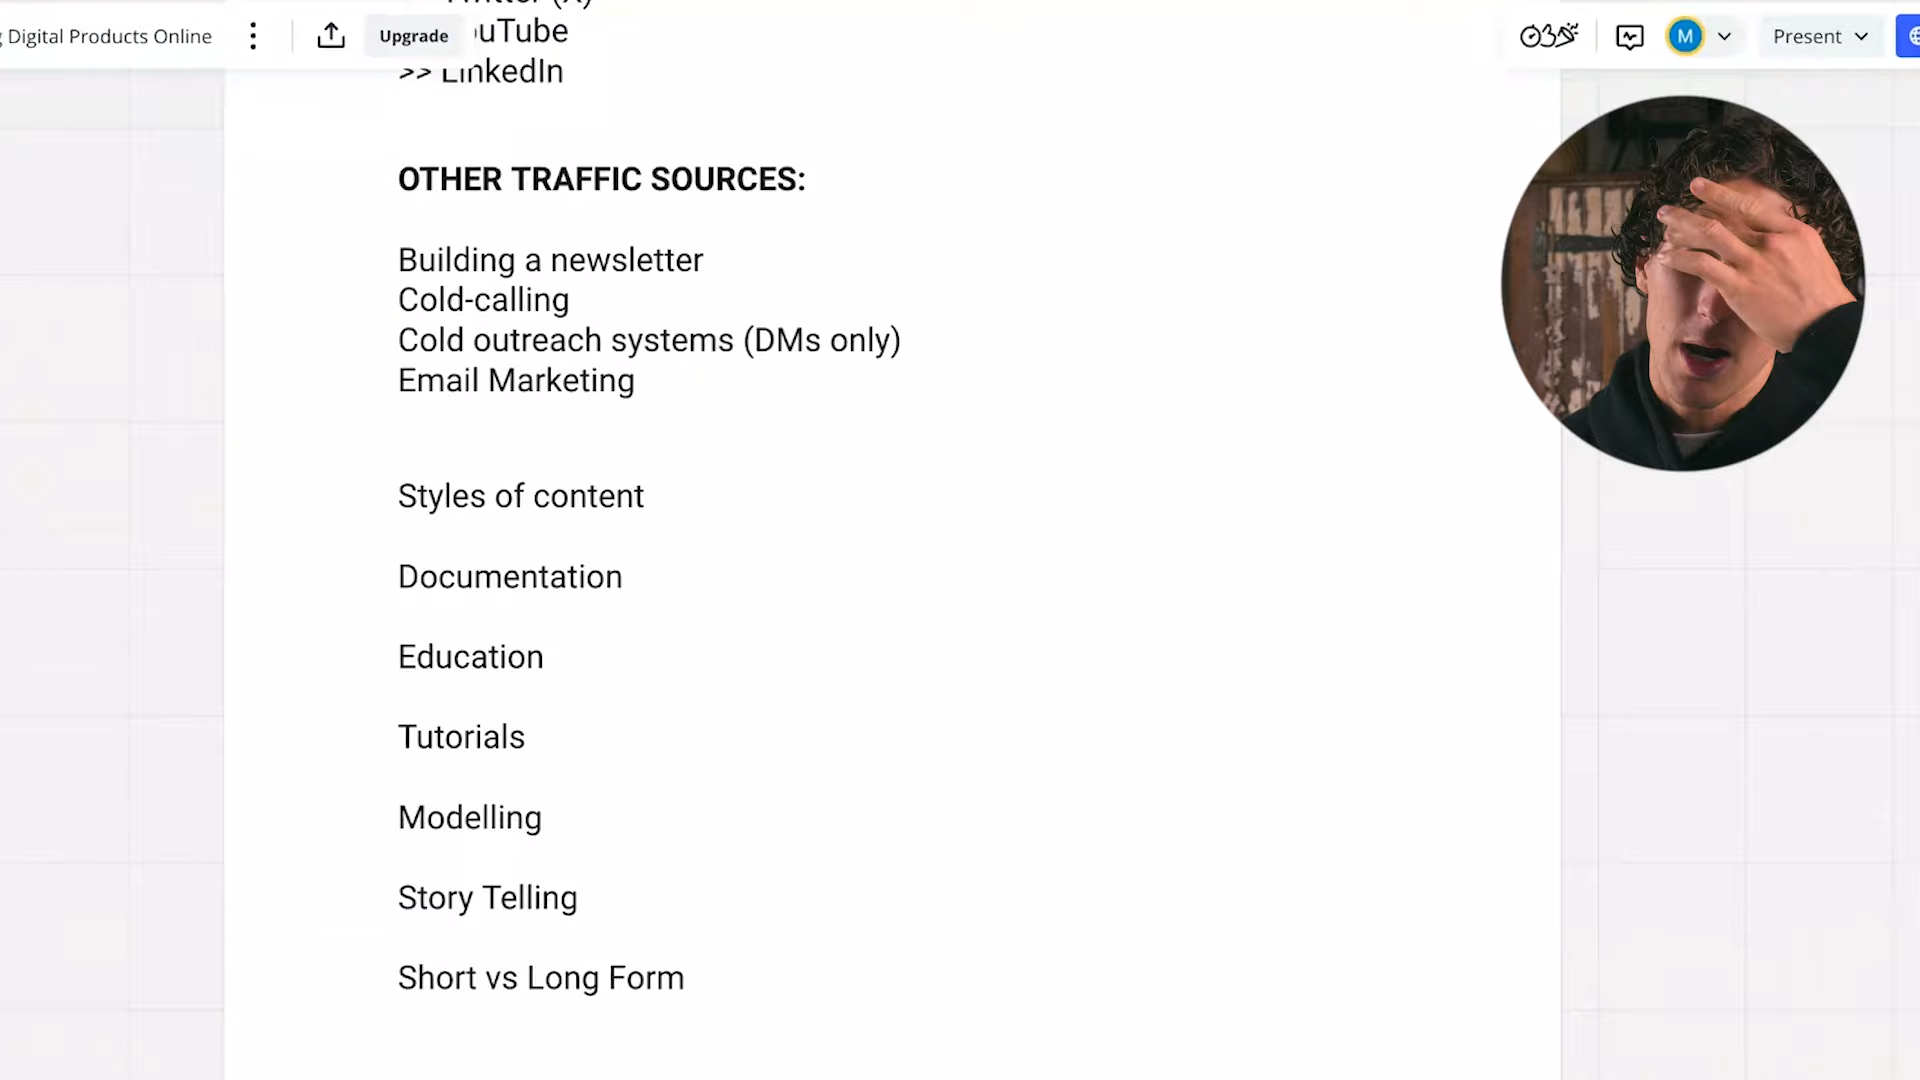 Digital Products Online
Upgrade
M
Present
>> LinkedIn
OTHER TRAFFIC SOURCES:
Building a newsletter
Cold-calling
Cold outreach systems (DMs only)
Email Marketing
Styles of content
Documentation
Education
Tutorials
Modelling
Story Telling
Short vs Long Form